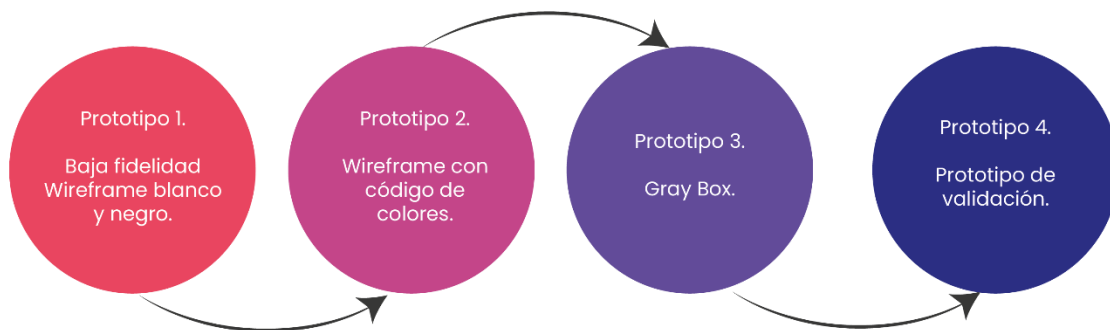 Prototipo 1.
Baja fidelidad
Wireframe blanco
y negro.
Prototipo 2.
Wireframe con
código de
colores.
Prototipo 3.
Gray Box.
Prototipo 4.
Prototipo de
validación.